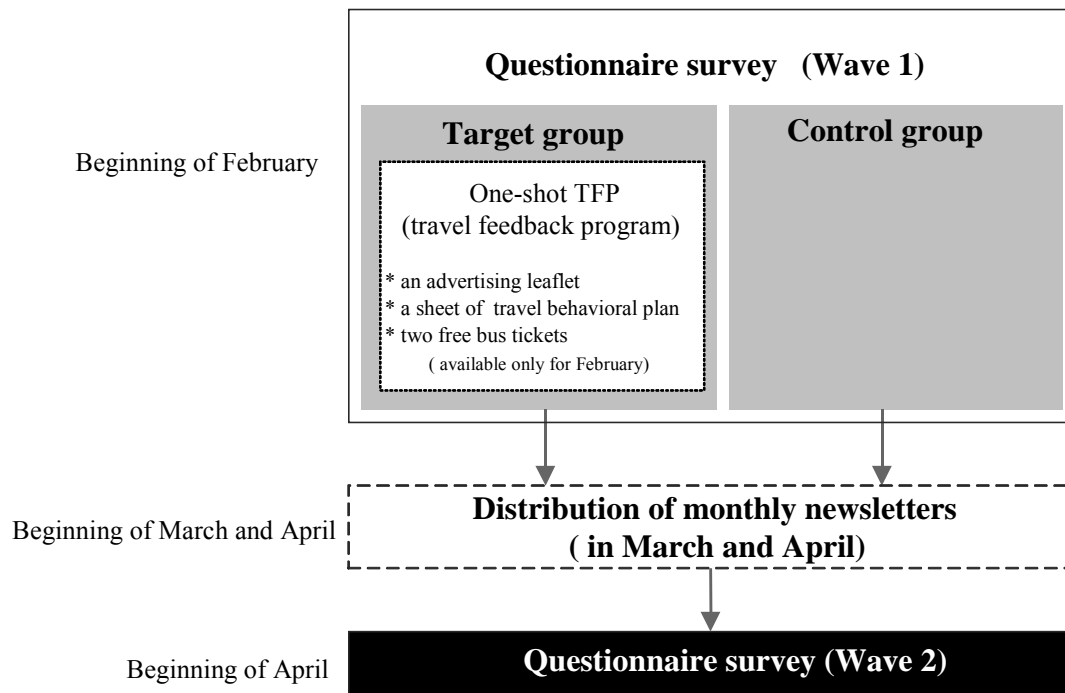 Questionnaire survey (Wave 1)
Beginning of February
Target group
One-shot TFP
(travel feedback program)
* an advertising leaflet
* a sheet of travel behavioral plan
* two free bus tickets
( available only for February)
Control group
Beginning of March and April
Distribution of monthly newsletters
( in March and April)
Beginning of April
Questionnaire survey (Wave 2)